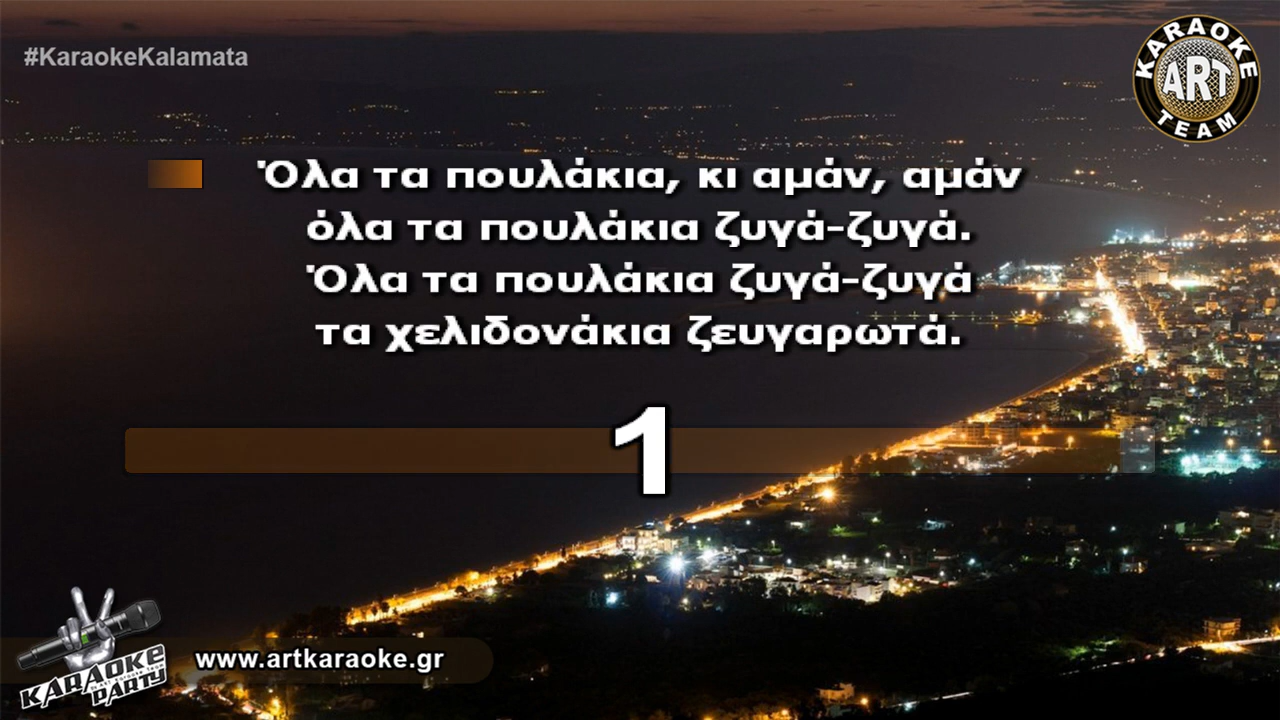 #KaraokeKalamata
KARAOKE
ART
TEAM
Όλα τα πουλάκια, κι αμάν, αμάν
όλα τα πουλάκια ζυγά-ζυγά.
Όλα τα πουλάκια ζυγά-ζυγά
τα χελιδονάκια ζευγαρωτά.
1
KARAOKE
PARTY
www.artkaraoke.gr